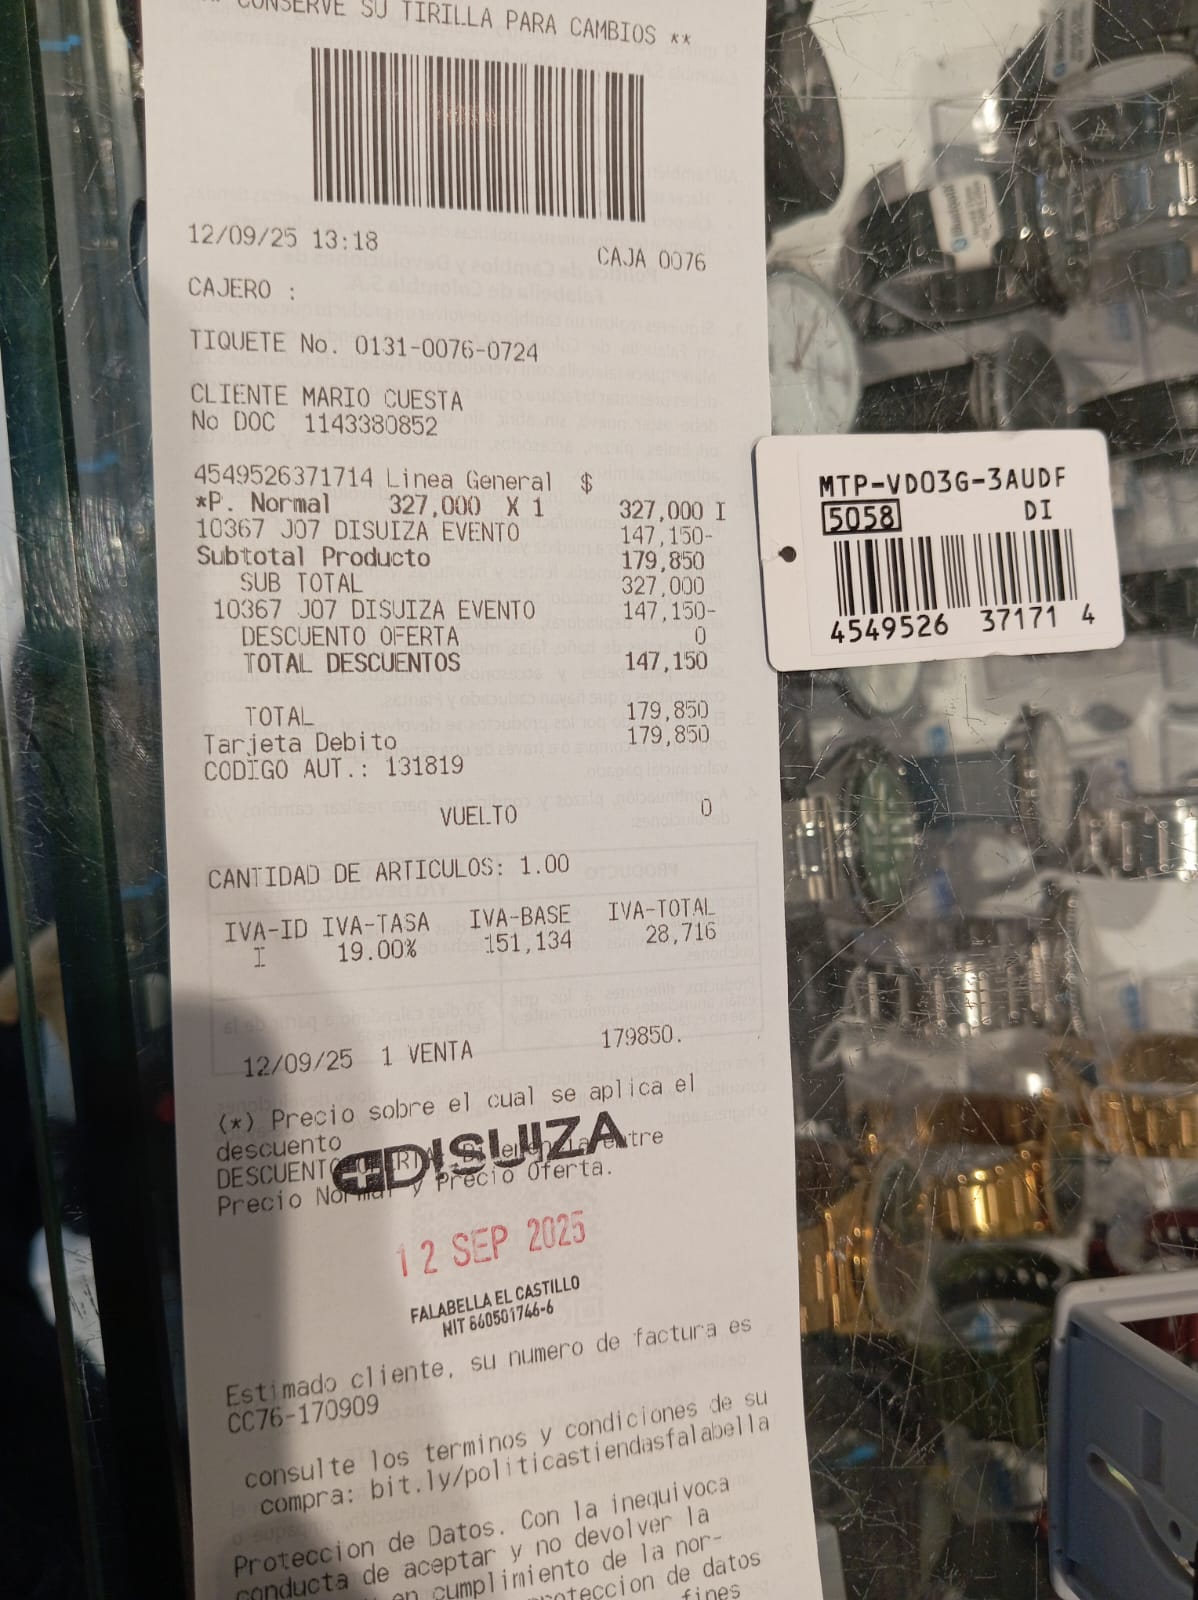 CONSERVE SU TIRILLA PARA CAMBIOS **
12/09/25 13:18
CAJA 0076
CAJERO :
TIQUETE No. 0131-0076-0724
CLIENTE MARIO CUESTA
No DOC 1143380852
4549526371714 Linea General $
*P. Normal 327,000 X 1 327,000 I
10367 J07 DISUIZA EVENTO 147,150-
Subtotal Producto 179,850
SUB TOTAL 327,000
10367 J07 DISUIZA EVENTO 147,150-
DESCUENTO OFERTA 0
TOTAL DESCUENTOS 147,150
TOTAL 179,850
Tarjeta Debito 179,850
CODIGO AUT.: 131819
VUELTO 0
CANTIDAD DE ARTICULOS: 1.00
IVA-ID IVA-TASA IVA-BASE IVA-TOTAL
I 19.00% 151,134 28,716
12/09/25 1 VENTA 179850.
(*) Precio sobre el cual se aplica el
descuento
DISUIZA
Precio Oferta.
12 SEP 2025
FALABELLA EL CASTILLO
NIT 860501746-6
Estimado cliente, su numero de factura es
CC76-170909
consulte los terminos y condiciones de su
compra: bit.ly/politicastiendasfalabella
Proteccion de Datos. Con la inequivoca
conducta de aceptar y no devolver la
en cumplimiento de la nor-
de datos
fines
MTP-VD03G-3AUDF
5058 DI
4549526 37171 4